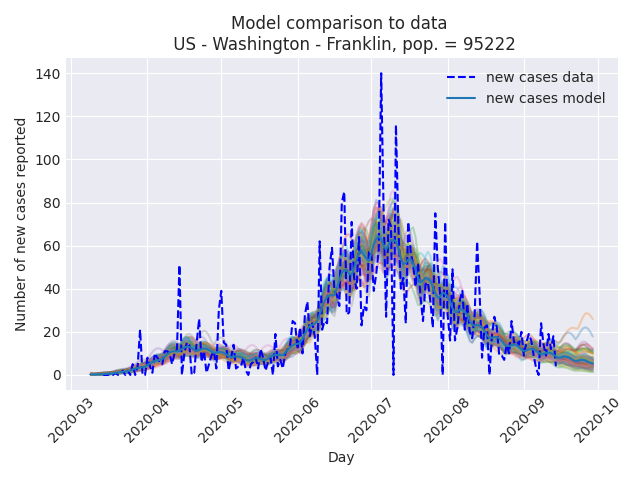 Model comparison to data
US - Washington - Franklin, pop. = 95222
new cases data
new cases model
Number of new cases reported
140
120
100
80
60
40
20
0
2020-03
2020-04
2020-05
2020-06
2020-07
2020-08
2020-09
2020-10
Day